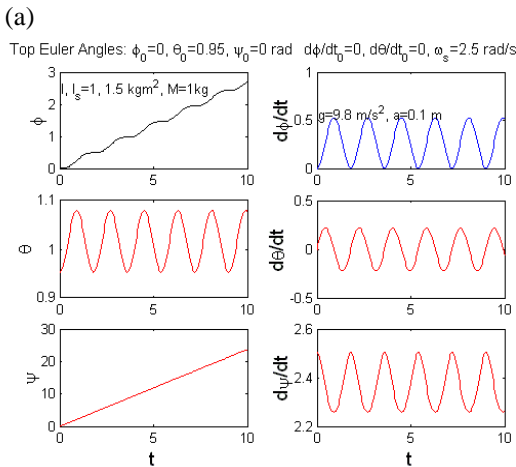 (a)
Top Euler Angles: ϕ₀=0, θ₀=0.95, ψ₀=0 rad dϕ/dt₀=0, dθ/dt₀=0, ω_s=2.5 rad/s
3
2
1
0
ϕ
I, I_s=1, 1.5 kgm², M=1kg
0 5 10
1
0.5
0
dϕ/dt
g=9.8 m/s², a=0.1 m
0 5 10
1.1
1
0.9
θ
0 5 10
0.5
0
-0.5
dθ/dt
0 5 10
30
20
10
0
Ψ
0 5 10
t
2.6
2.4
2.2
dψ/dt
0 5 10
t